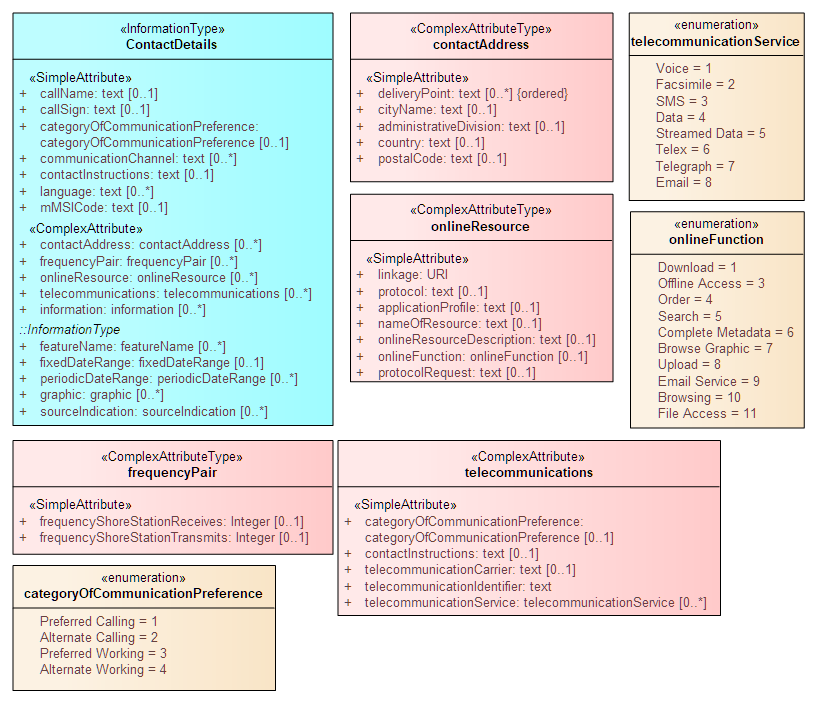 «InformationType»
ContactDetails
«SimpleAttribute»
+ callName: text [0..1]
+ callSign: text [0..1]
+ categoryOfCommunicationPreference:
categoryOfCommunicationPreference [0..1]
+ communicationChannel: text [0..*]
+ contactInstructions: text [0..1]
+ language: text [0..*]
+ mMSICode: text [0..1]
«ComplexAttribute»
+ contactAddress: contactAddress [0..*]
+ frequencyPair: frequencyPair [0..*]
+ onlineResource: onlineResource [0..*]
+ telecommunications: telecommunications [0..*]
+ information: information [0..*]
::InformationType
+ featureName: featureName [0..*]
+ fixedDateRange: fixedDateRange [0..1]
+ periodicDateRange: periodicDateRange [0..*]
+ graphic: graphic [0..*]
+ sourceIndication: sourceIndication [0..*]
«ComplexAttributeType»
contactAddress
«SimpleAttribute»
+ deliveryPoint: text [0..*] {ordered}
+ cityName: text [0..1]
+ administrativeDivision: text [0..1]
+ country: text [0..1]
+ postalCode: text [0..1]
«enumeration»
telecommunicationService
Voice = 1
Facsimile = 2
SMS = 3
Data = 4
Streamed Data = 5
Telex = 6
Telegraph = 7
Email = 8
«ComplexAttributeType»
onlineResource
«SimpleAttribute»
+ linkage: URI
+ protocol: text [0..1]
+ applicationProfile: text [0..1]
+ nameOfResource: text [0..1]
+ onlineResourceDescription: text [0..1]
+ onlineFunction: onlineFunction [0..1]
+ protocolRequest: text [0..1]
«enumeration»
onlineFunction
Download = 1
Offline Access = 3
Order = 4
Search = 5
Complete Metadata = 6
Browse Graphic = 7
Upload = 8
Email Service = 9
Browsing = 10
File Access = 11
«ComplexAttributeType»
frequencyPair
«SimpleAttribute»
+ frequencyShoreStationReceives: Integer [0..1]
+ frequencyShoreStationTransmits: Integer [0..1]
«ComplexAttribute»
telecommunications
«SimpleAttribute»
+ categoryOfCommunicationPreference:
categoryOfCommunicationPreference [0..1]
+ contactInstructions: text [0..1]
+ telecommunicationCarrier: text [0..1]
+ telecommunicationIdentifier: text
+ telecommunicationService: telecommunicationService [0..*]
«enumeration»
categoryOfCommunicationPreference
Preferred Calling = 1
Alternate Calling = 2
Preferred Working = 3
Alternate Working = 4